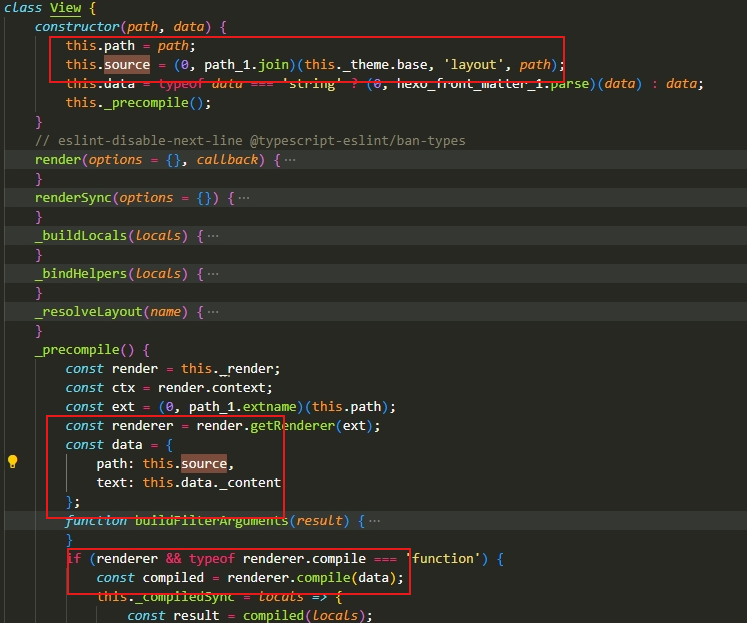 class View {
    constructor(path, data) {
        this.path = path;
        this.source = (0, path_1.join)(this._theme.base, 'layout', path);
        this.data = typeof data === 'string' ? (0, hexo_front_matter_1.parse)(data) : data;
        this._precompile();
    }
    // eslint-disable-next-line @typescript-eslint/ban-types
    render(options = {}, callback) {···
    }
    renderSync(options = {}) {···
    }
    _buildLocals(locals) {···
    }
    _bindHelpers(locals) {···
    }
    _resolveLayout(name) {···
    }
    _precompile() {
        const render = this._render;
        const ctx = render.context;
        const ext = (0, path_1.extname)(this.path);
        const renderer = render.getRenderer(ext);
        const data = {
            path: this.source,
            text: this.data._content
        };
        function buildFilterArguments(result) {···
        }
        if (renderer && typeof renderer.compile === 'function') {
            const compiled = renderer.compile(data);
            this._compiledSync = locals => {
                const result = compiled(locals);